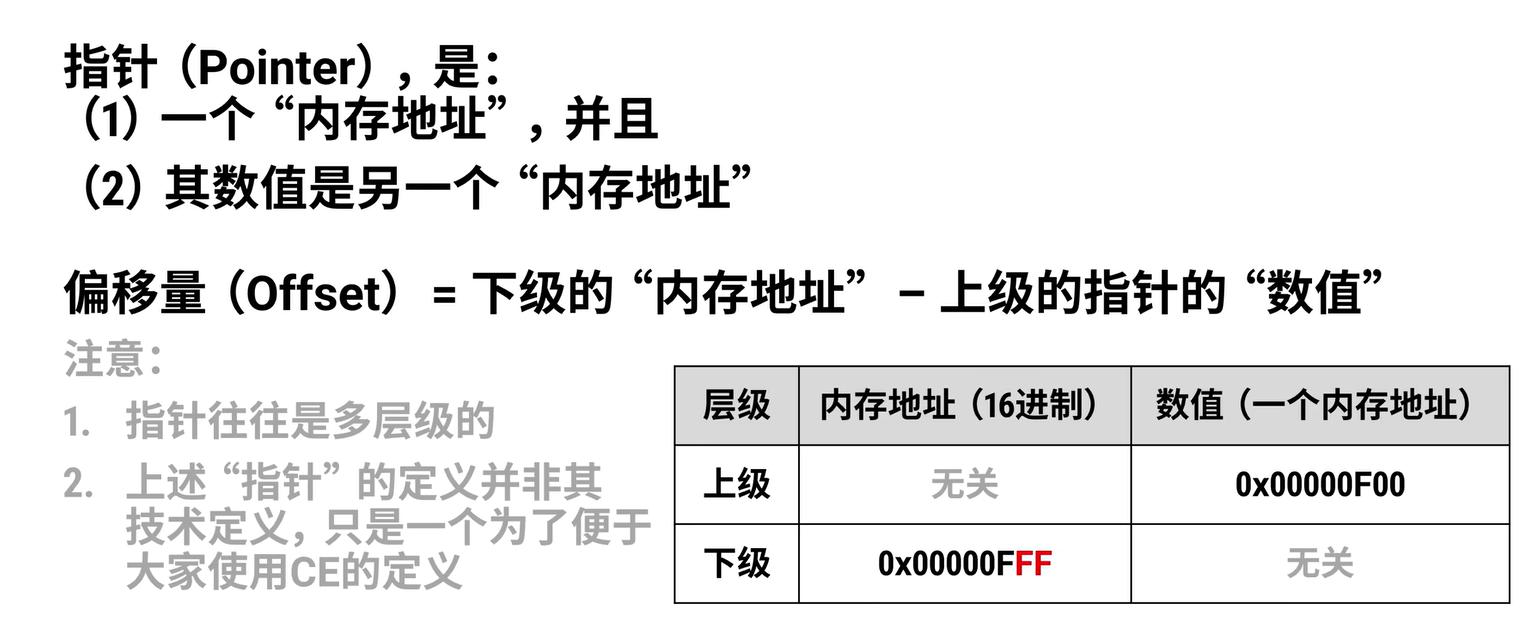 指针（Pointer），是：
（1）一个“内存地址”，并且
（2）其数值是另一个“内存地址”
偏移量（Offset）= 下级的“内存地址” – 上级的指针的“数值”
注意：
1. 指针往往是多层级的
2. 上述“指针”的定义并非其
技术定义，只是一个为了便于
大家使用CE的定义
层级 内存地址（16进制） 数值（一个内存地址）
上级 无关 0x00000F00
下级 0x00000FFF 无关